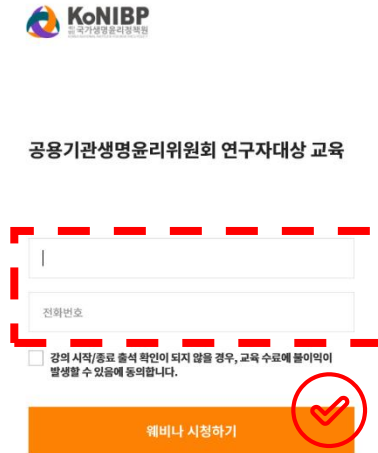 KoNIBP
국가생명윤리정책원
공용기관생명윤리위원회 연구자대상 교육
전화번호
강의 시작/종료 출석 확인이 되지 않을 경우, 교육 수료에 불이익이
발생할 수 있음에 동의합니다.
웨비나 시청하기